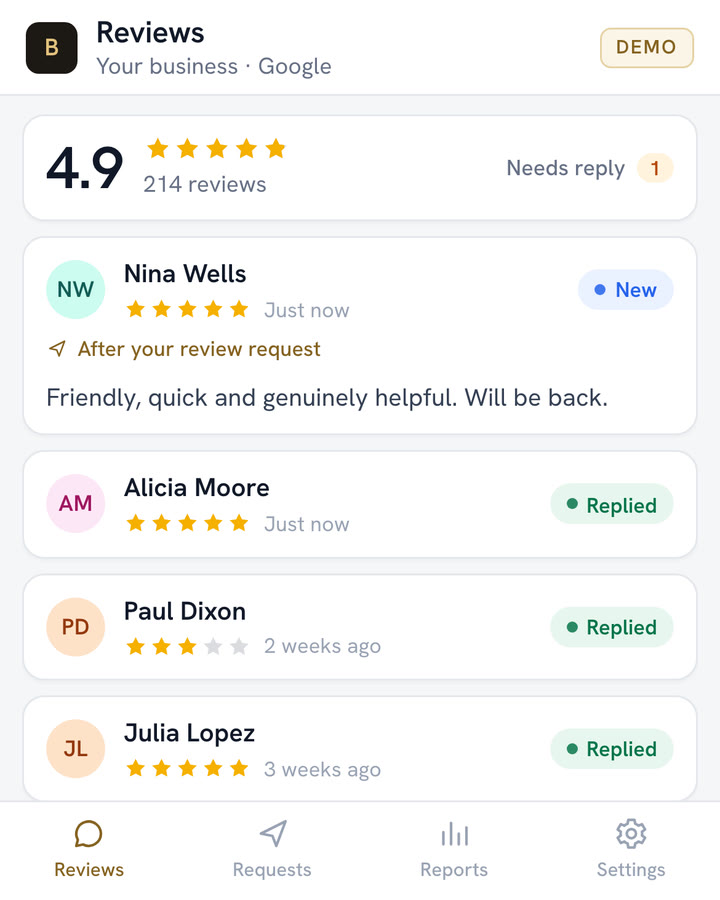 B
Reviews
Your business · Google
DEMO
4.9
214 reviews
Needs reply 1
NW
Nina Wells
Just now
New
After your review request
Friendly, quick and genuinely helpful. Will be back.
AM
Alicia Moore
Just now
Replied
PD
Paul Dixon
2 weeks ago
Replied
JL
Julia Lopez
3 weeks ago
Replied
Reviews
Requests
Reports
Settings